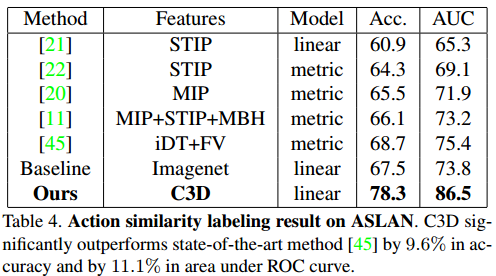 Method Features Model Acc. AUC
[21] STIP linear 60.9 65.3
[22] STIP metric 64.3 69.1
[20] MIP metric 65.5 71.9
[11] MIP+STIP+MBH metric 66.1 73.2
[45] iDT+FV metric 68.7 75.4
Baseline Imagenet linear 67.5 73.8
Ours C3D linear 78.3 86.5
Table 4. Action similarity labeling result on ASLAN. C3D sig-
nificantly outperforms state-of-the-art method [45] by 9.6% in ac-
curacy and by 11.1% in area under ROC curve.